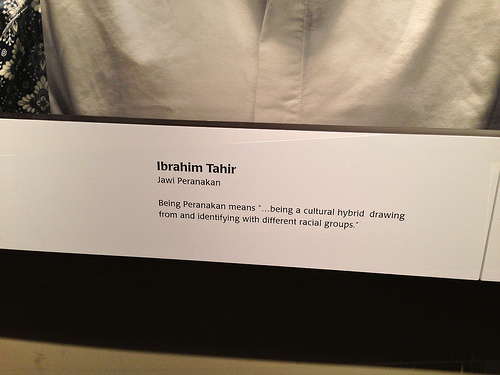 Ibrahim Tahir
Jawi Peranakan
Being Peranakan means "...being a cultural hybrid drawing
from and identifying with different racial groups."